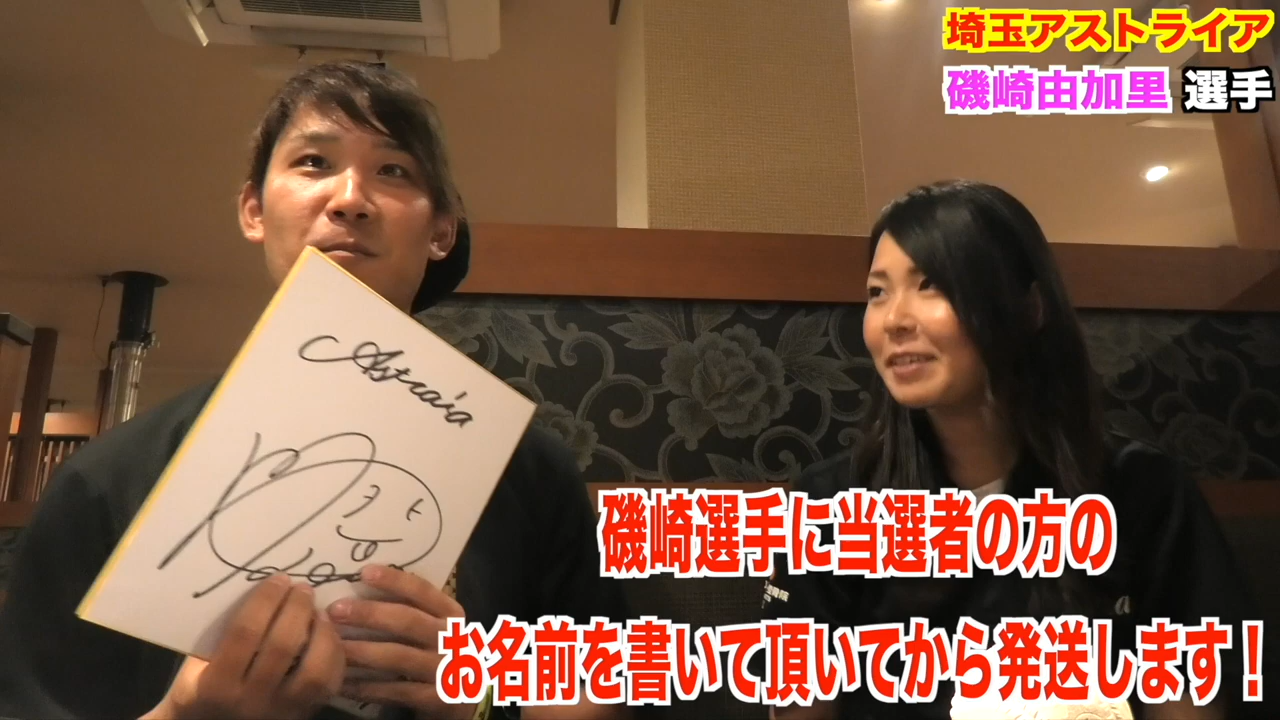 埼玉アストライア
磯崎由加里 選手
Astraia
磯崎選手に当選者の方の
お名前を書いて頂いてから発送します！